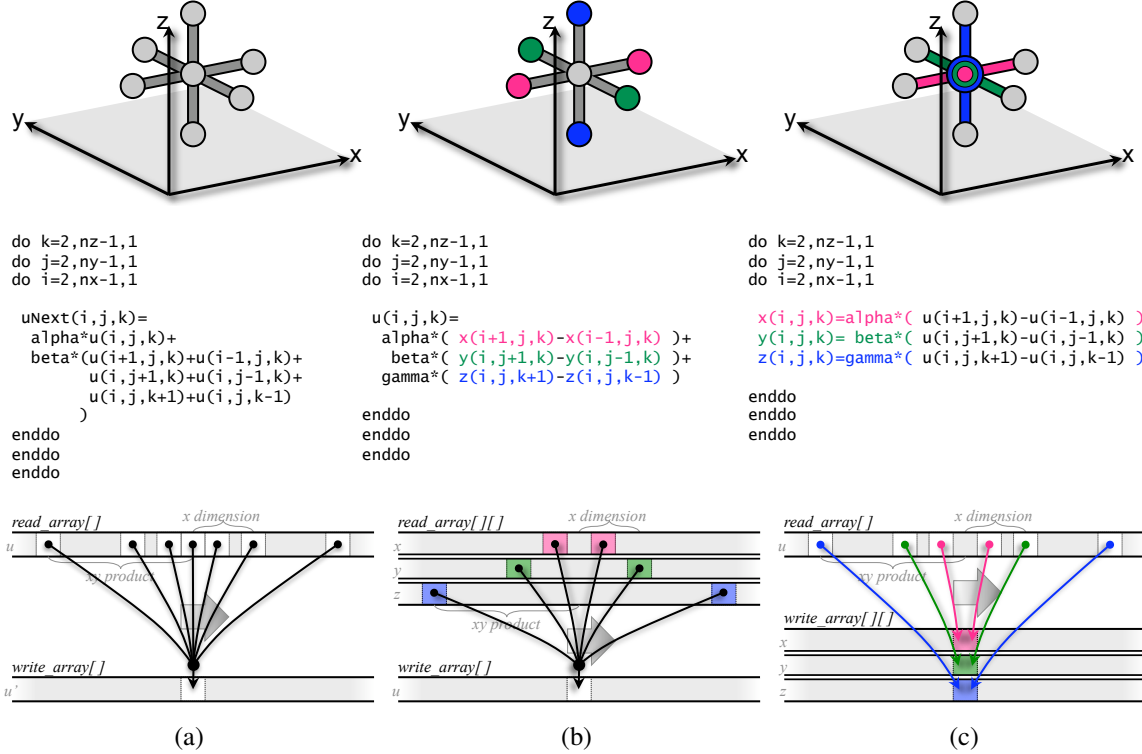 z
y
x
z
y
x
z
y
x
do k=2,nz-1,1
do j=2,ny-1,1
do i=2,nx-1,1
uNext(i,j,k)=
alpha*u(i,j,k)+
beta*(u(i+1,j,k)+u(i-1,j,k)+
u(i,j+1,k)+u(i,j-1,k)+
u(i,j,k+1)+u(i,j,k-1)
)
enddo
enddo
enddo
do k=2,nz-1,1
do j=2,ny-1,1
do i=2,nx-1,1
u(i,j,k)=
alpha*( x(i+1,j,k)-x(i-1,j,k) )+
beta*( y(i,j+1,k)-y(i,j-1,k) )+
gamma*( z(i,j,k+1)-z(i,j,k-1) )
enddo
enddo
enddo
do k=2,nz-1,1
do j=2,ny-1,1
do i=2,nx-1,1
x(i,j,k)=alpha*( u(i+1,j,k)-u(i-1,j,k) )
y(i,j,k)= beta*( u(i,j+1,k)-u(i,j-1,k) )
z(i,j,k)=gamma*( u(i,j,k+1)-u(i,j,k-1) )
enddo
enddo
enddo
read_array[ ]
x dimension
u
xy product
write_array[ ]
u'
read_array[ ][ ]
x dimension
x
y
z
xy product
write_array[ ]
u
read_array[ ]
x dimension
u
xy product
write_array[ ][ ]
x
y
z
(a)
(b)
(c)